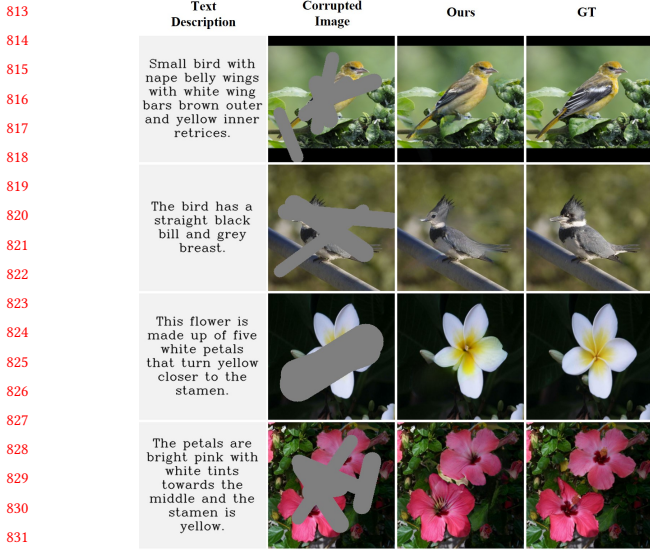 813
Text Description
Corrupted Image
Ours
GT
814
815
816
817
818
Small bird with
nape belly wings
with white wing
bars brown outer
and yellow inner
retrices.
819
820
821
822
The bird has a
straight black
bill and grey
breast.
823
824
825
826
827
This flower is
made up of five
white petals
that turn yellow
closer to the
stamen.
828
829
830
831
The petals are
bright pink with
white tints
towards the
middle and the
stamen is
yellow.